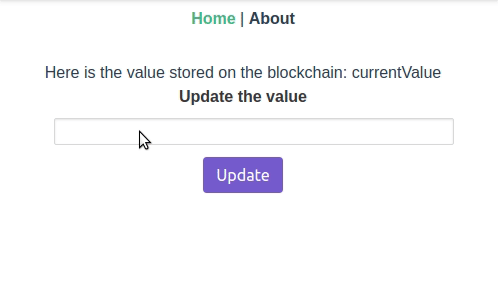 Home | About
Here is the value stored on the blockchain: currentValue
Update the value
Update